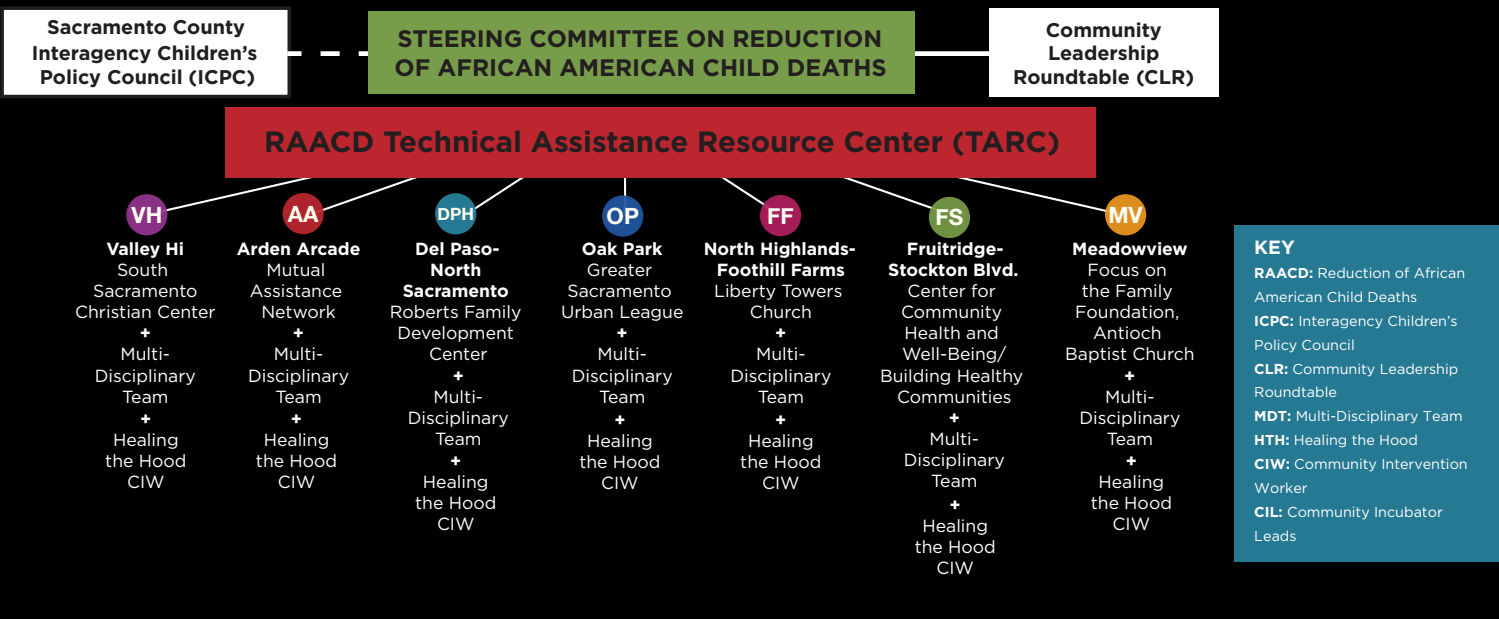 Sacramento County
Interagency Children's
Policy Council (ICPC)
STEERING COMMITTEE ON REDUCTION
OF AFRICAN AMERICAN CHILD DEATHS
Community
Leadership
Roundtable (CLR)
RAACD Technical Assistance Resource Center (TARC)
VH
Valley Hi
South
Sacramento
Christian Center
+
Multi-
Disciplinary
Team
+
Healing
the Hood
CIW
AA
Arden Arcade
Mutual
Assistance
Network
+
Multi-
Disciplinary
Team
+
Healing
the Hood
CIW
DPH
Del Paso-
North
Sacramento
Roberts Family
Development
Center
+
Multi-
Disciplinary
Team
+
Healing
the Hood
CIW
OP
Oak Park
Greater
Sacramento
Urban League
+
Multi-
Disciplinary
Team
+
Healing
the Hood
CIW
FF
North Highlands-
Foothill Farms
Liberty Towers
Church
+
Multi-
Disciplinary
Team
+
Healing
the Hood
CIW
FS
Fruitridge-
Stockton Blvd.
Center for
Community
Health and
Well-Being/
Building Healthy
Communities
+
Multi-
Disciplinary
Team
+
Healing
the Hood
CIW
MV
Meadowview
Focus on
the Family
Foundation,
Antioch
Baptist Church
+
Multi-
Disciplinary
Team
+
Healing
the Hood
CIW
KEY
RAACD: Reduction of African
American Child Deaths
ICPC: Interagency Children's
Policy Council
CLR: Community Leadership
Roundtable
MDT: Multi-Disciplinary Team
HTH: Healing the Hood
CIW: Community Intervention
Worker
CIL: Community Incubator
Leads